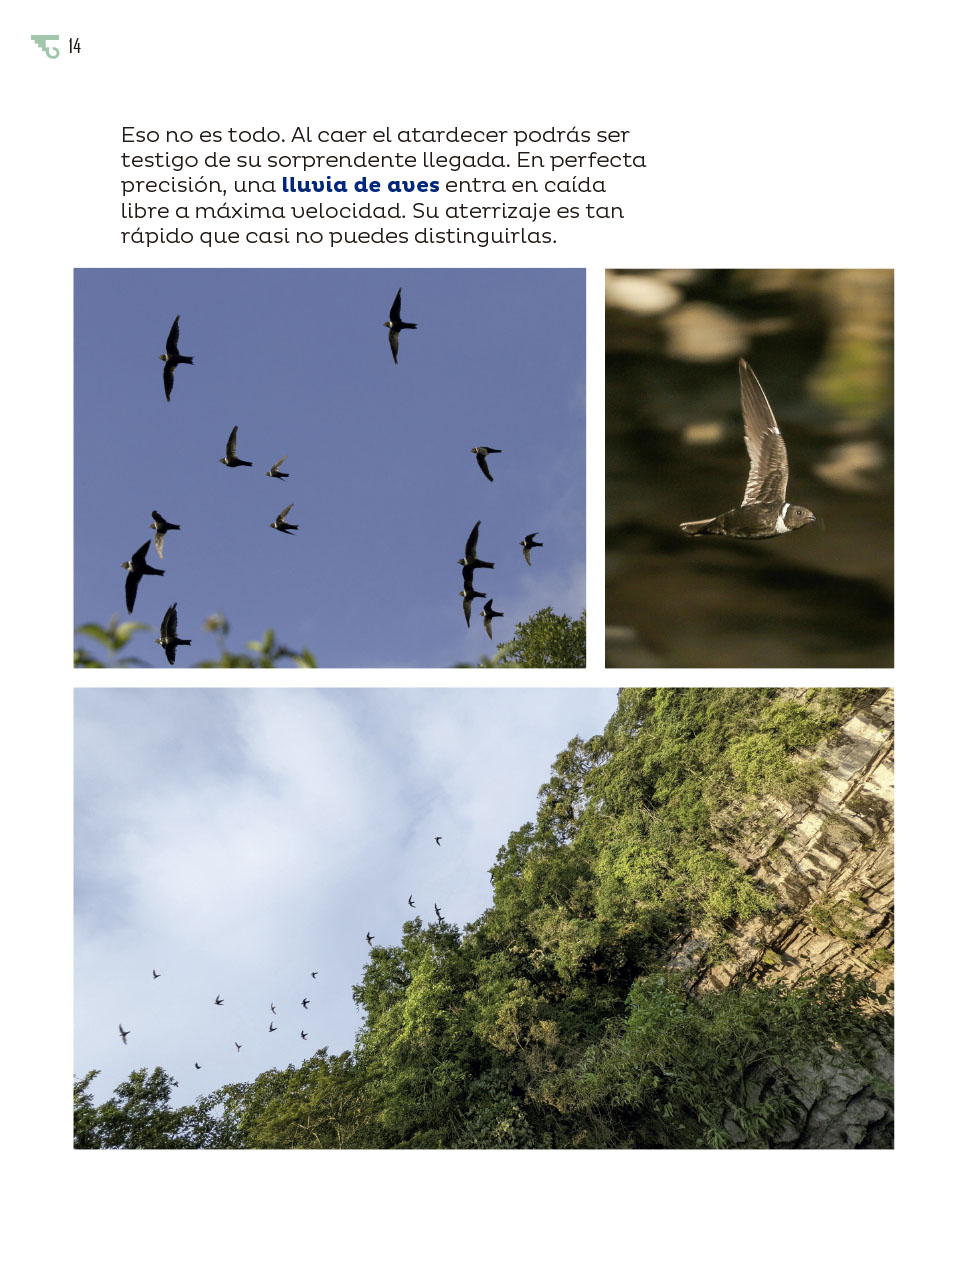 14
Eso no es todo. Al caer el atardecer podrás ser
testigo de su sorprendente llegada. En perfecta
precisión, una lluvia de aves entra en caída
libre a máxima velocidad. Su aterrizaje es tan
rápido que casi no puedes distinguirlas.